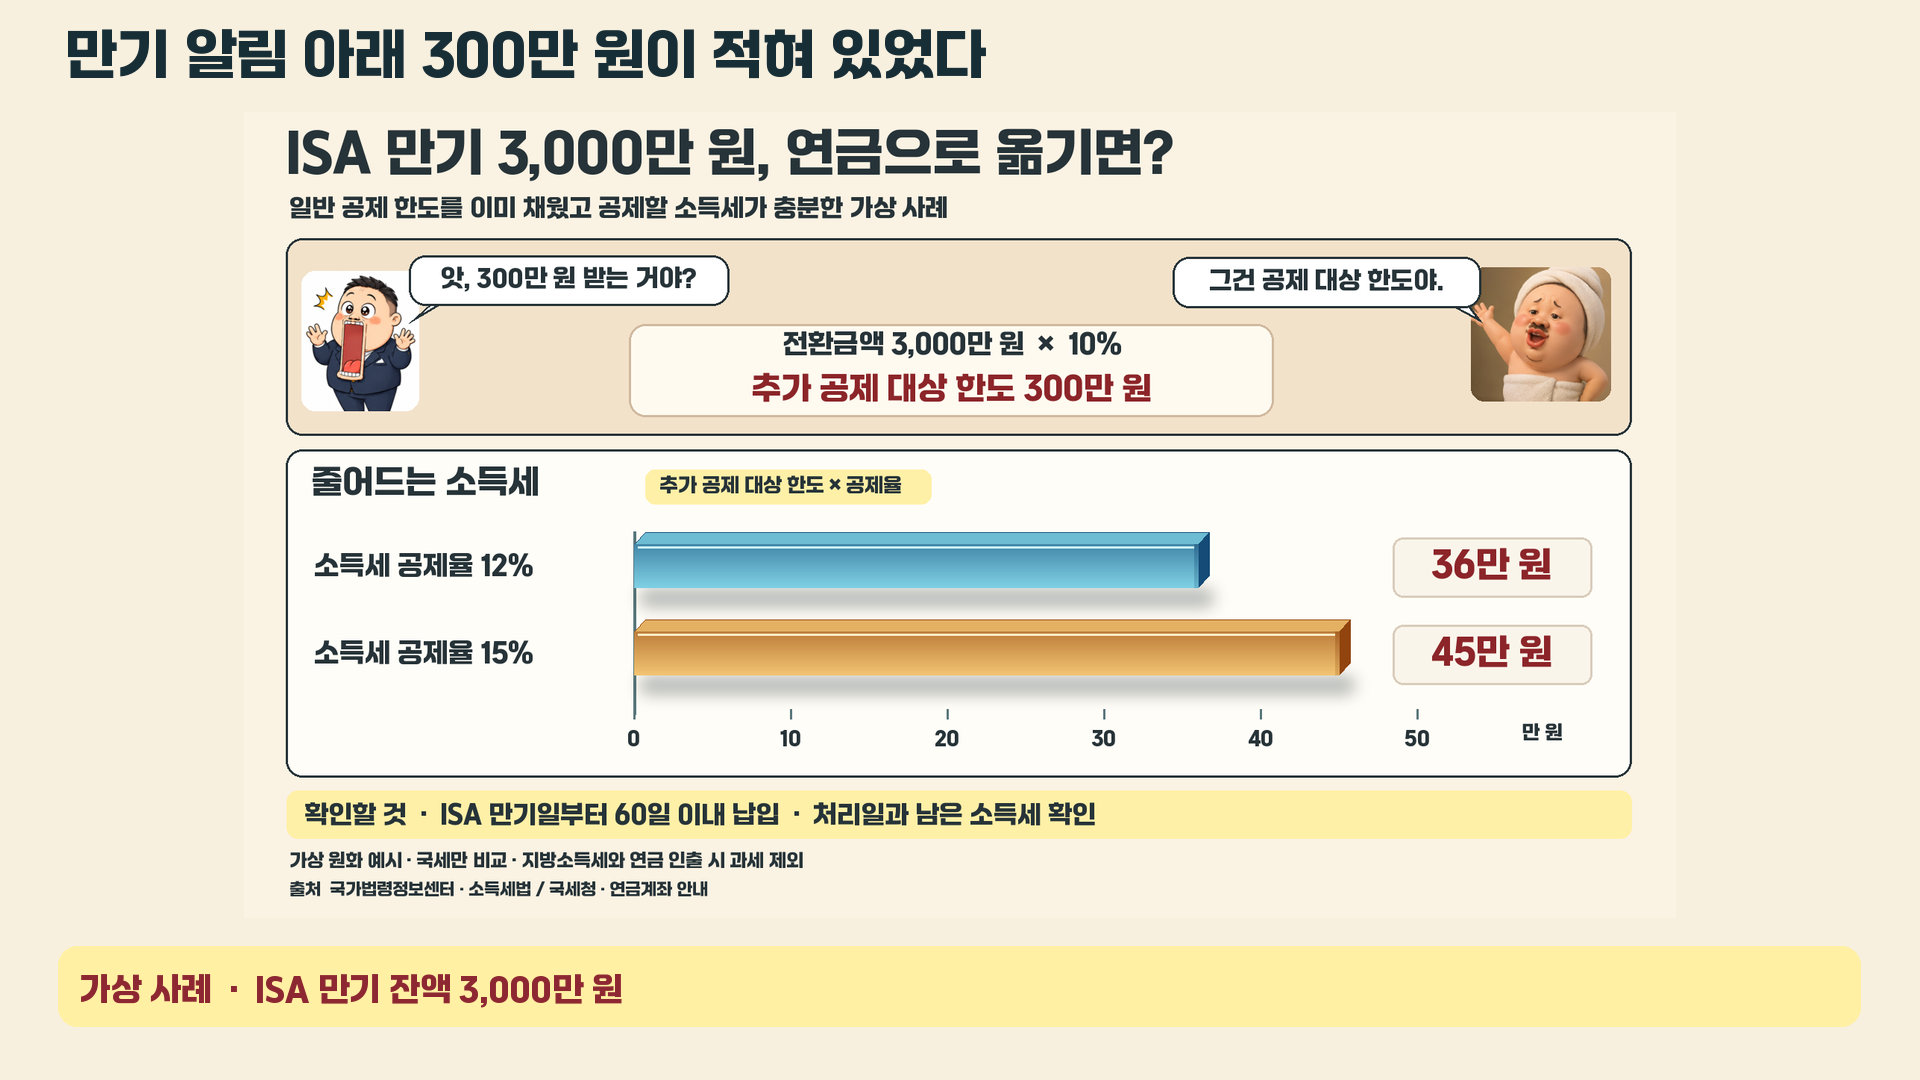 만기 알림 아래 300만 원이 적혀 있었다
ISA 만기 3,000만 원, 연금으로 옮기면?
일반 공제 한도를 이미 채웠고 공제할 소득세가 충분한 가상 사례
앗, 300만 원 받는 거야?
그건 공제 대상 한도야.
전환금액 3,000만 원 × 10%
추가 공제 대상 한도 300만 원
줄어드는 소득세
추가 공제 대상 한도 × 공제율
소득세 공제율 12%
36만 원
소득세 공제율 15%
45만 원
0 10 20 30 40 50 만 원
확인할 것 · ISA 만기일부터 60일 이내 납입 · 처리일과 남은 소득세 확인
가상 원화 예시 · 국세만 비교 · 지방소득세와 연금 인출 시 과세 제외
출처 국가법령정보센터 · 소득세법 / 국세청 · 연금계좌 안내
가상 사례 · ISA 만기 잔액 3,000만 원